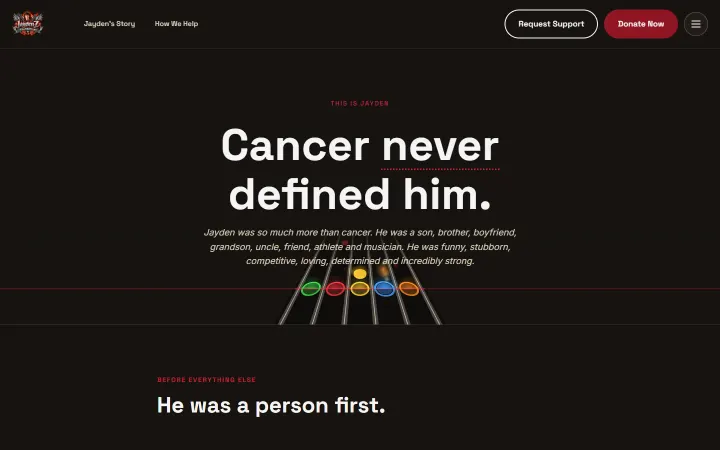 Jayden's Story
How We Help
Request Support
Donate Now
THIS IS JAYDEN
Cancer never
defined him.
Jayden was so much more than cancer. He was a son, brother, boyfriend,
grandson, uncle, friend, athlete and musician. He was funny, stubborn,
competitive, loving, determined and incredibly strong.
BEFORE EVERYTHING ELSE
He was a person first.